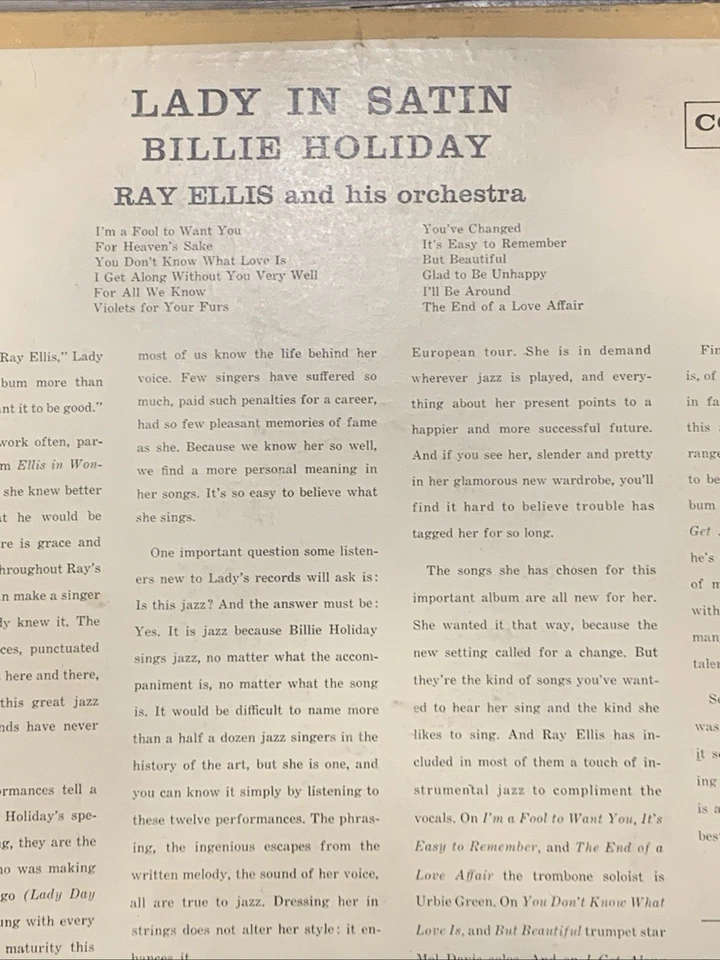 LADY IN SATIN
BILLIE HOLIDAY
RAY ELLIS and his orchestra
I'm a Fool to Want You
For Heaven's Sake
You Don't Know What Love Is
I Get Along Without You Very Well
For All We Know
Violets for Your Furs
You've Changed
It's Easy to Remember
But Beautiful
Glad to Be Unhappy
I'll Be Around
The End of a Love Affair
CO
Ray Ellis," Lady
bum more than
nt it to be good."
work often, par-
m Ellis in Won-
she knew better
t he would be
re is grace and
hroughout Ray's
n make a singer
ly knew it. The
ces, punctuated
here and there,
this great jazz
nds have never
ormances tell a
Holiday's spe-
g, they are the
ho was making
go (Lady Day
ing with every
maturity this
most of us know the life behind her
voice. Few singers have suffered so
much, paid such penalties for a career,
had so few pleasant memories of fame
as she. Because we know her so well,
we find a more personal meaning in
her songs. It's so easy to believe what
she sings.
One important question some listen-
ers new to Lady's records will ask is:
Is this jazz? And the answer must be:
Yes. It is jazz because Billie Holiday
sings jazz, no matter what the accom-
paniment is, no matter what the song
is. It would be difficult to name more
than a half a dozen jazz singers in the
history of the art, but she is one, and
you can know it simply by listening to
these twelve performances. The phras-
ing, the ingenious escapes from the
written melody, the sound of her voice,
all are true to jazz. Dressing her in
strings does not alter her style: it en-
hances it
European tour. She is in demand
wherever jazz is played, and every-
thing about her present points to a
happier and more successful future.
And if you see her, slender and pretty
in her glamorous new wardrobe, you'll
find it hard to believe trouble has
tagged her for so long.
The songs she has chosen for this
important album are all new for her.
She wanted it that way, because the
new setting called for a change. But
they're the kind of songs you've want-
ed to hear her sing and the kind she
likes to sing. And Ray Ellis has in-
cluded in most of them a touch of in-
strumental jazz to compliment the
vocals. On I'm a Fool to Want You, It's
Easy to Remember, and The End of a
Love Affair the trombone soloist is
Urbie Green. On You Don't Know What
Love Is, and But Beautiful trumpet star
Mel Davis solos. And on I Get Along
Fin
is, of
in fa
this
range
to be
bum
Get
he's
of m
with
man
taler
S
was
it s
ing
is a
bes